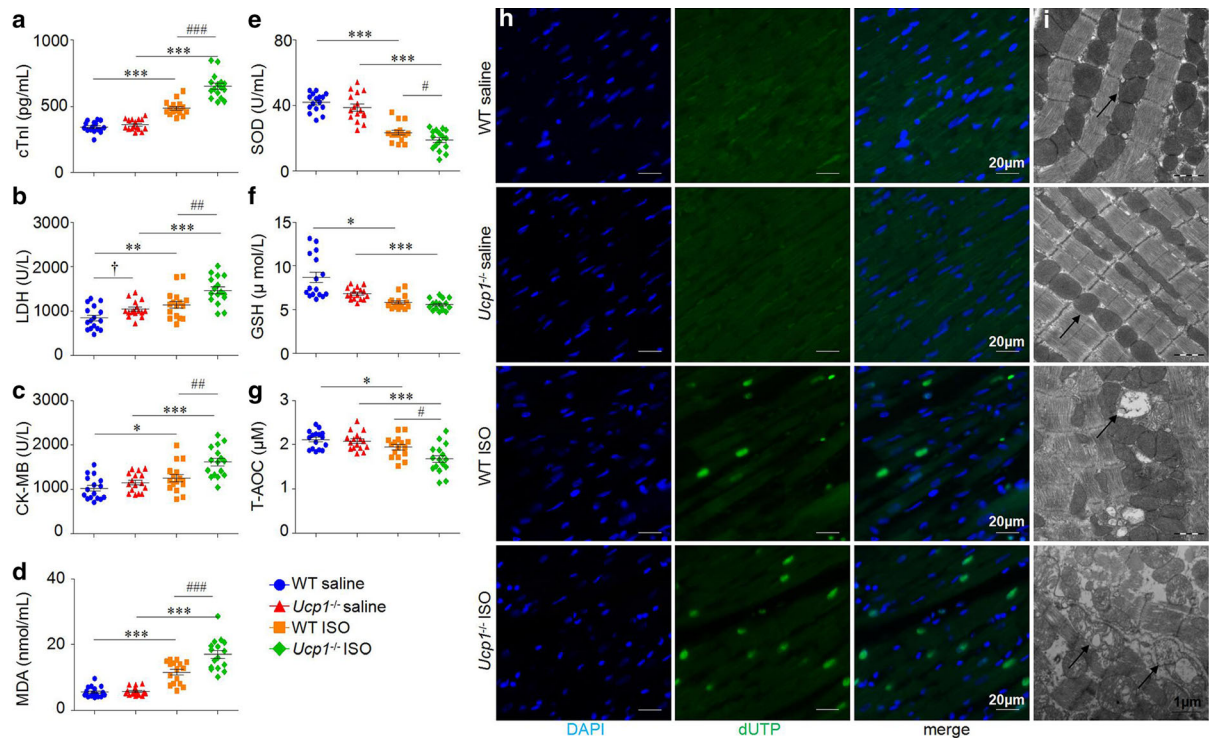 a
###
***
***
1000
500
0
cTnI (pg/mL)
b
##
***
**
†
3000
2000
1000
0
LDH (U/L)
c
##
***
*
3000
2000
1000
0
CK-MB (U/L)
d
###
***
***
40
20
0
MDA (nmol/mL)
e
***
***
#
80
40
0
SOD (U/mL)
f
*
***
15
10
5
0
GSH (μ mol/L)
g
*
***
#
3
2
1
0
T-AOC (μM)
WT saline
Ucp1-/- saline
WT ISO
Ucp1-/- ISO
h
WT saline
20μm
Ucp1-/- saline
20μm
WT ISO
20μm
Ucp1-/- ISO
20μm
DAPI
dUTP
merge
i
1μm